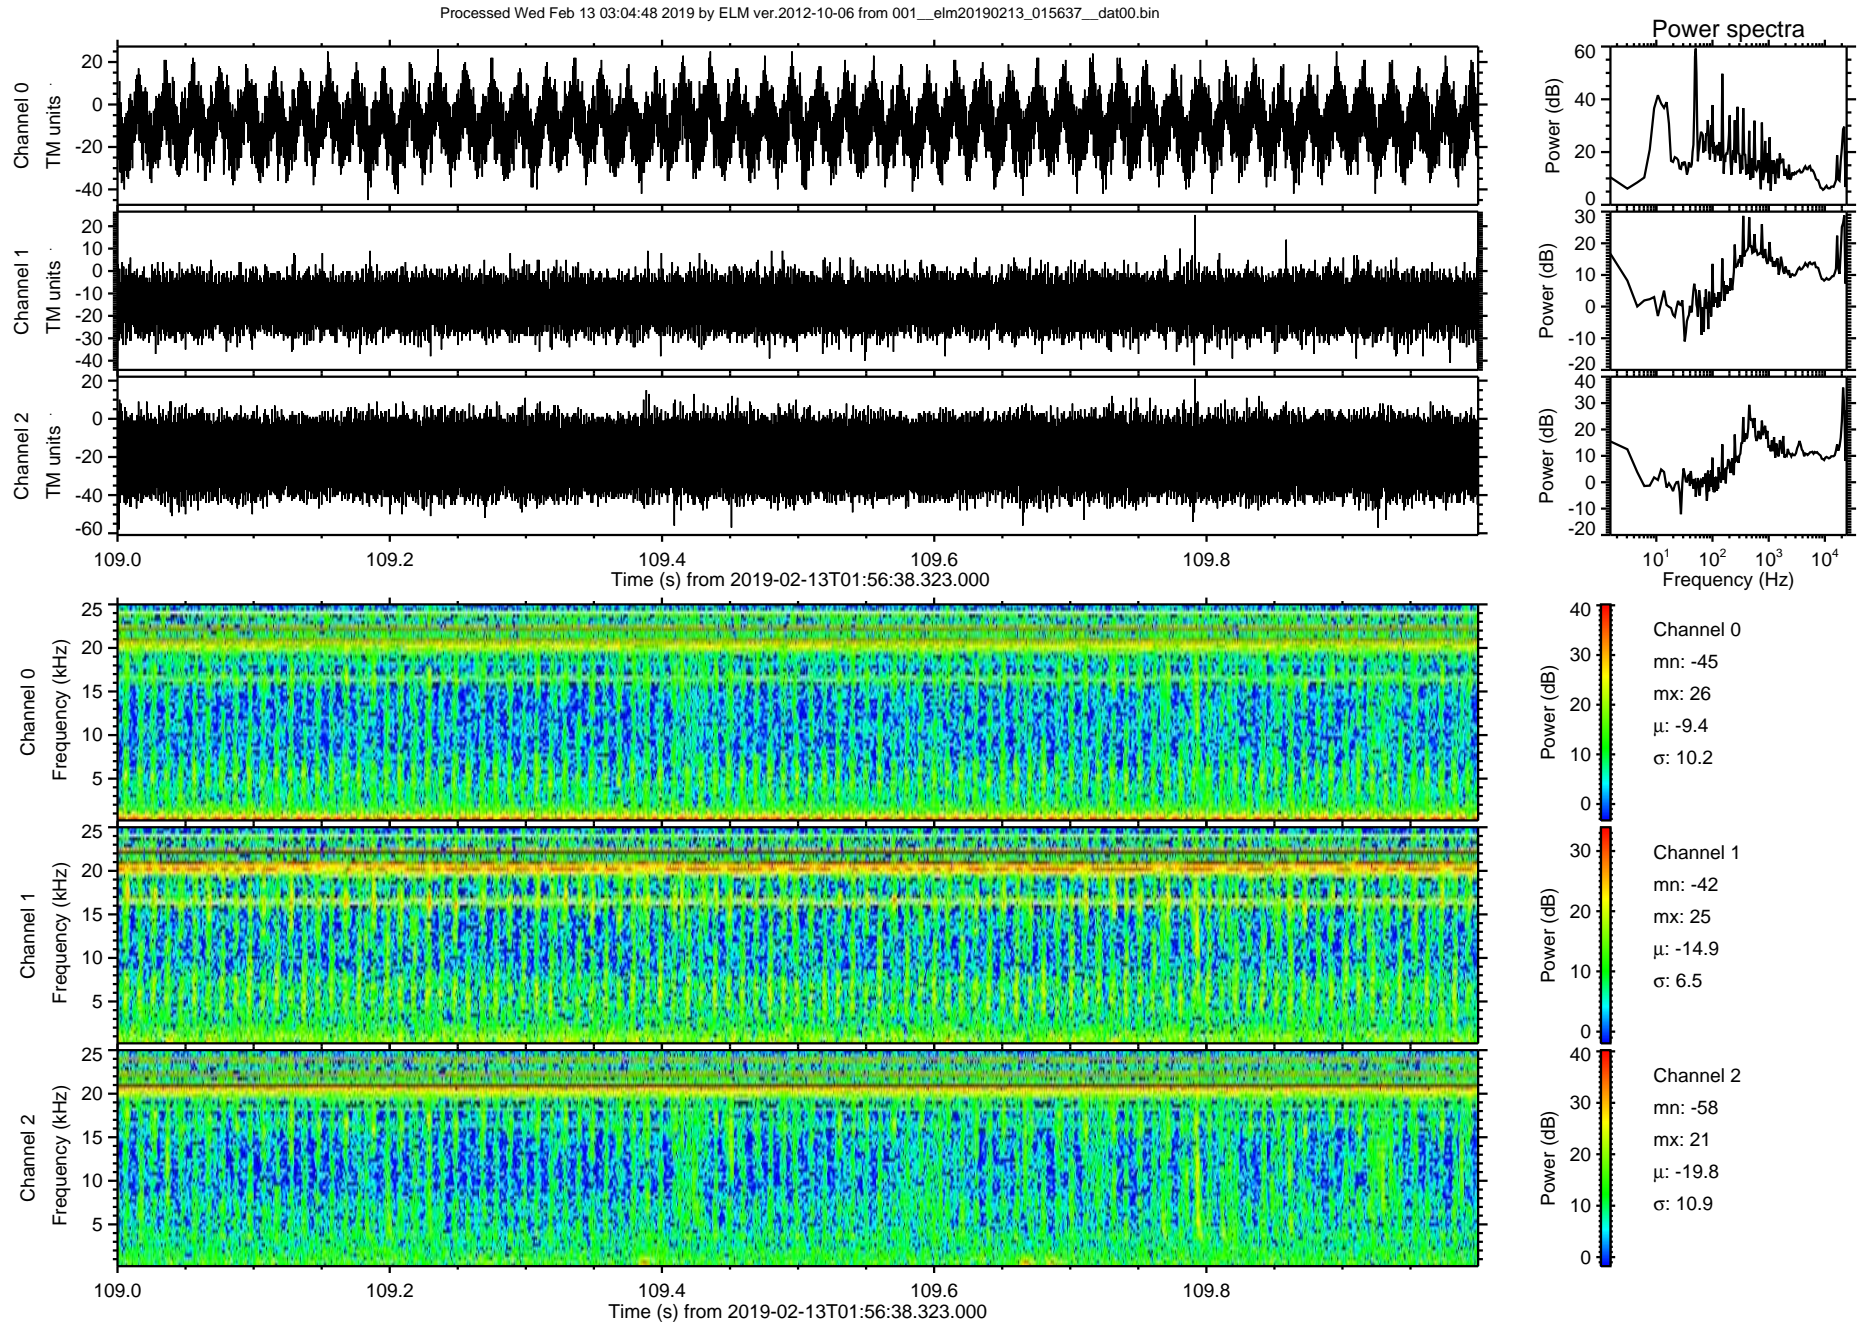 Processed Wed Feb 13 03:04:48 2019 by ELM ver.2012-10-06 from 001__elm20190213_015637__dat00.bin
Power spectra
Channel 0
TM units
20
0
-20
-40
Power (dB)
60
40
20
0
Channel 1
TM units
20
10
0
-10
-20
-30
-40
Power (dB)
30
20
10
0
-10
-20
Channel 2
TM units
20
0
-20
-40
-60
Power (dB)
40
30
20
10
0
-10
-20
109.0 109.2 109.4 109.6 109.8
Time (s) from 2019-02-13T01:56:38.323.000
10¹ 10² 10³ 10⁴
Frequency (Hz)
Channel 0
Frequency (kHz)
25
20
15
10
5
Power (dB)
40
30
20
10
0
Channel 0
mn: -45
mx: 26
μ: -9.4
σ: 10.2
Channel 1
Frequency (kHz)
25
20
15
10
5
Power (dB)
30
20
10
0
Channel 1
mn: -42
mx: 25
μ: -14.9
σ: 6.5
Channel 2
Frequency (kHz)
25
20
15
10
5
Power (dB)
40
30
20
10
0
Channel 2
mn: -58
mx: 21
μ: -19.8
σ: 10.9
109.0 109.2 109.4 109.6 109.8
Time (s) from 2019-02-13T01:56:38.323.000